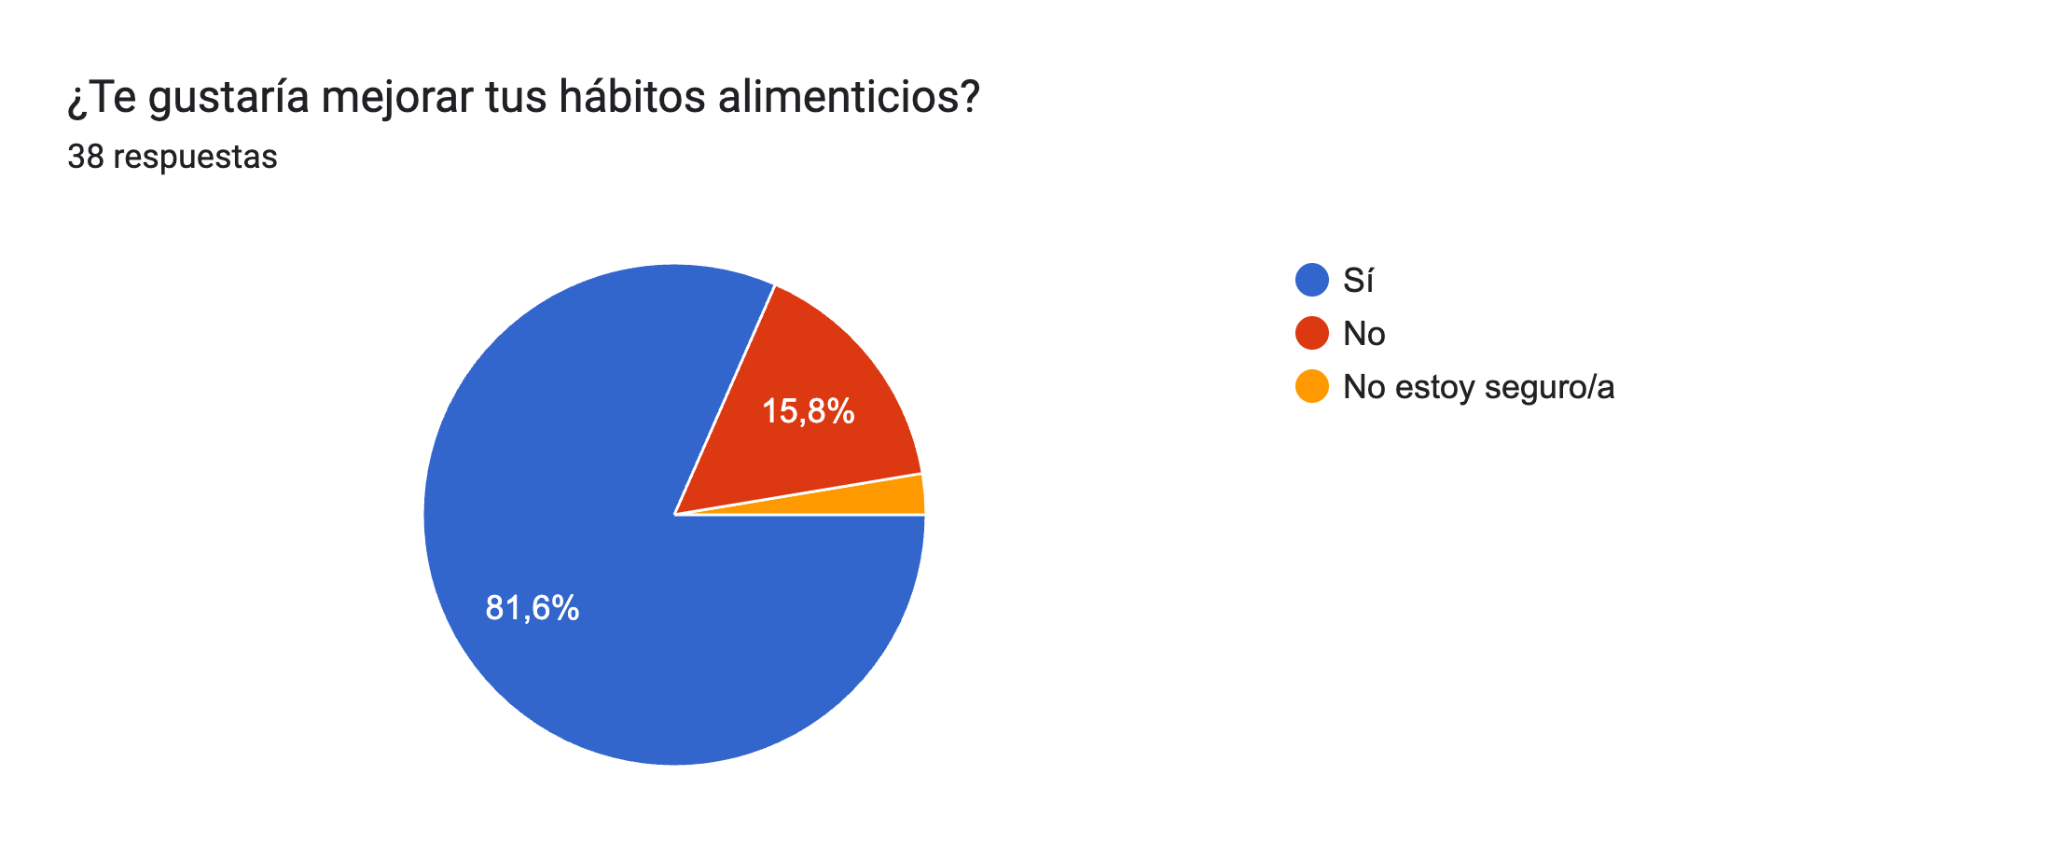 ¿Te gustaría mejorar tus hábitos alimenticios?
38 respuestas
Sí
No
No estoy seguro/a
15,8%
81,6%